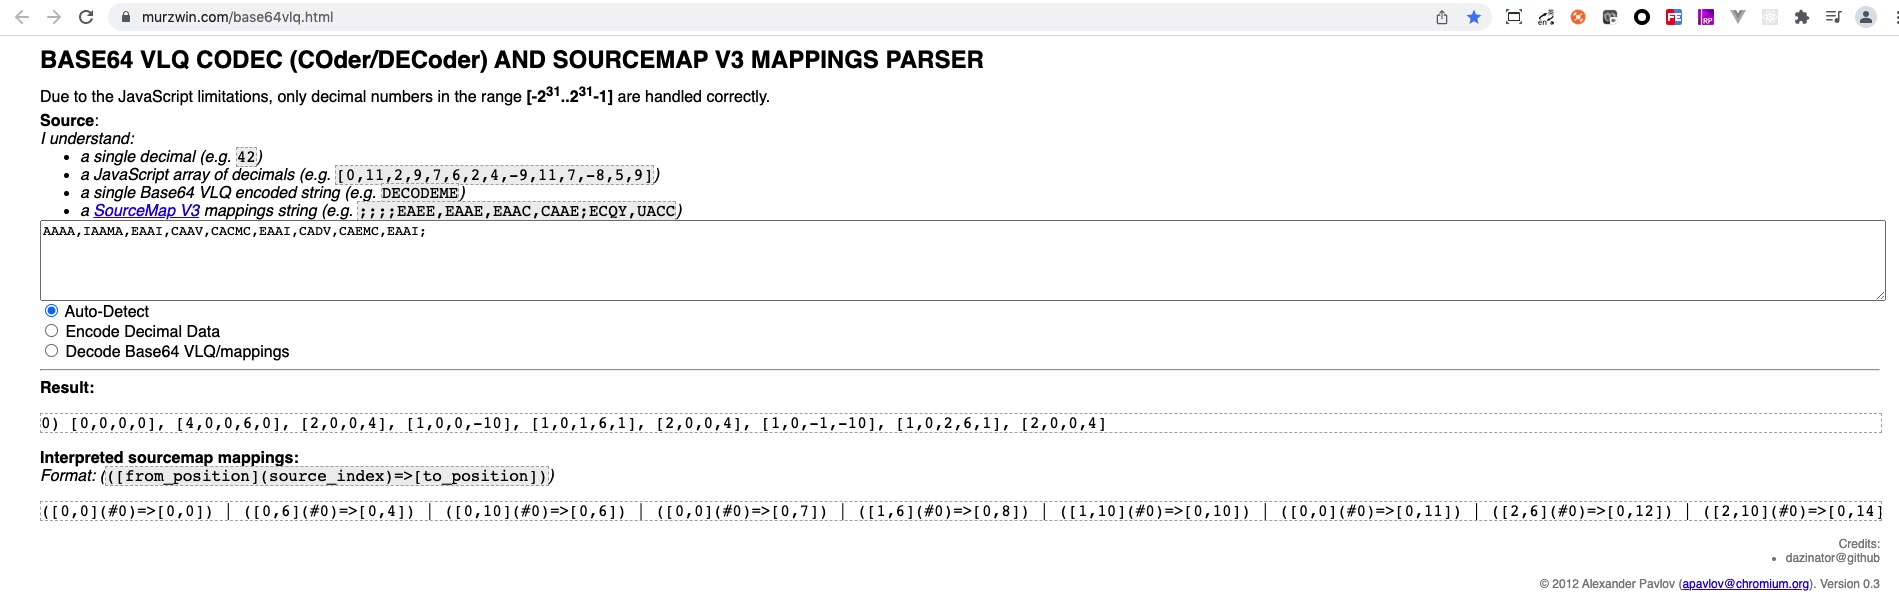 murzwin.com/base64vlq.html
BASE64 VLQ CODEC (COder/DECoder) AND SOURCEMAP V3 MAPPINGS PARSER
Due to the JavaScript limitations, only decimal numbers in the range [-2³¹..2³¹-1] are handled correctly.
Source:
I understand:
• a single decimal (e.g. 42)
• a JavaScript array of decimals (e.g. [0,11,2,9,7,6,2,4,-9,11,7,-8,5,9])
• a single Base64 VLQ encoded string (e.g. DECODEME)
• a SourceMap V3 mappings string (e.g. ;;;;EAEE,EAAE,EAAC,CAAE;ECQY,UACC)
AAAA,IAAMA,EAAI,CAAV,CACMC,EAAI,CADV,CAEMC,EAAI;
Auto-Detect
Encode Decimal Data
Decode Base64 VLQ/mappings
Result:
0) [0,0,0,0], [4,0,0,6,0], [2,0,0,4], [1,0,0,-10], [1,0,1,6,1], [2,0,0,4], [1,0,-1,-10], [1,0,2,6,1], [2,0,0,4]
Interpreted sourcemap mappings:
Format: (([from_position](source_index)=>[to_position]))
([0,0](#0)=>[0,0]) | ([0,6](#0)=>[0,4]) | ([0,10](#0)=>[0,6]) | ([0,0](#0)=>[0,7]) | ([1,6](#0)=>[0,8]) | ([1,10](#0)=>[0,10]) | ([0,0](#0)=>[0,11]) | ([2,6](#0)=>[0,12]) | ([2,10](#0)=>[0,14]
Credits:
• dazinator@github
© 2012 Alexander Pavlov (apavlov@chromium.org). Version 0.3